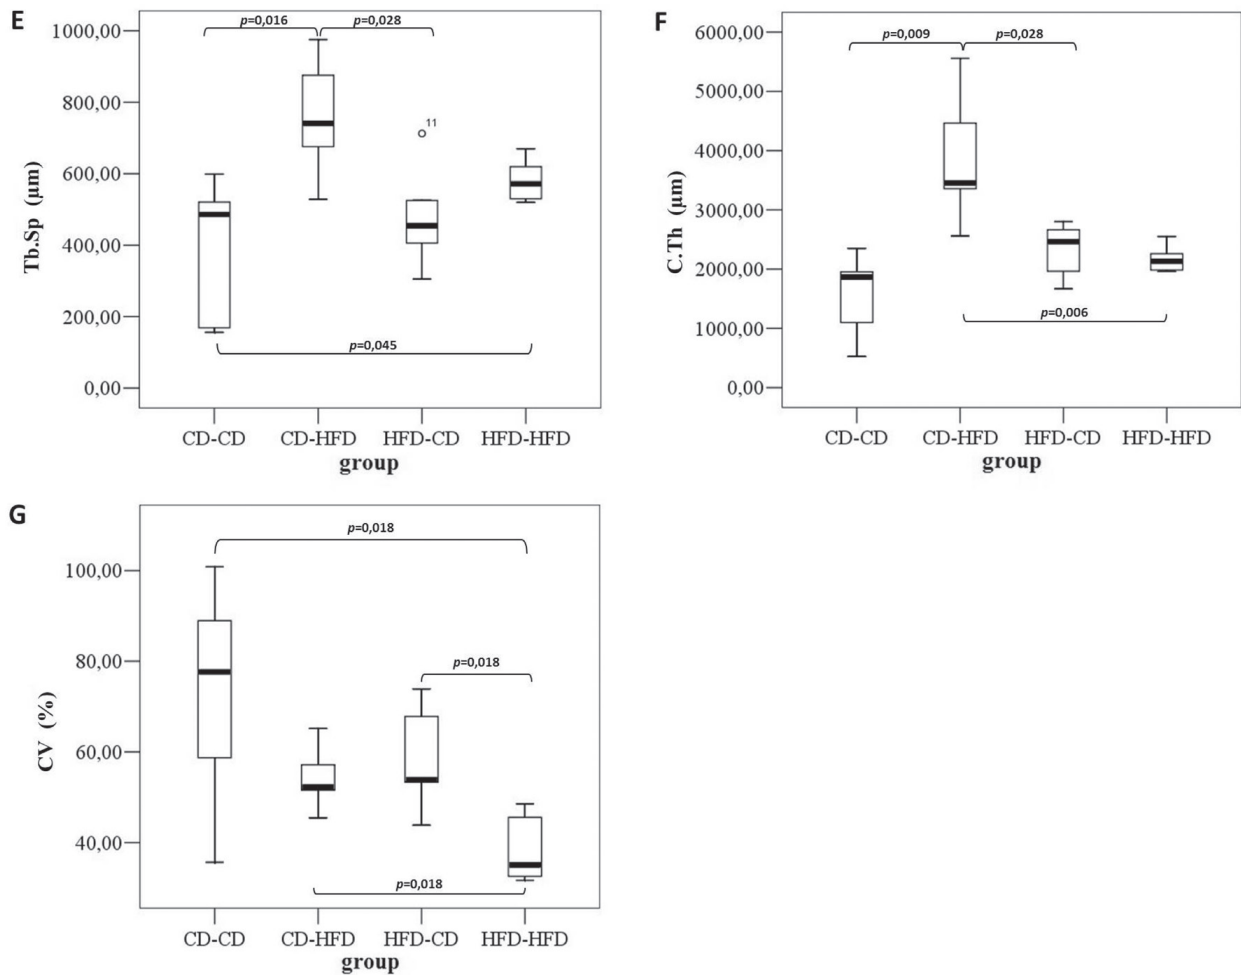 E
p=0,016
p=0,028
1000,00
800,00
600,00
400,00
200,00
0,00
Tb.Sp (µm)
11
p=0,045
CD-CD CD-HFD HFD-CD HFD-HFD
group
F
p=0,009
p=0,028
6000,00
5000,00
4000,00
3000,00
2000,00
1000,00
0,00
C.Th (µm)
p=0,006
CD-CD CD-HFD HFD-CD HFD-HFD
group
G
p=0,018
100,00
80,00
60,00
40,00
CV (%)
p=0,018
p=0,018
CD-CD CD-HFD HFD-CD HFD-HFD
group